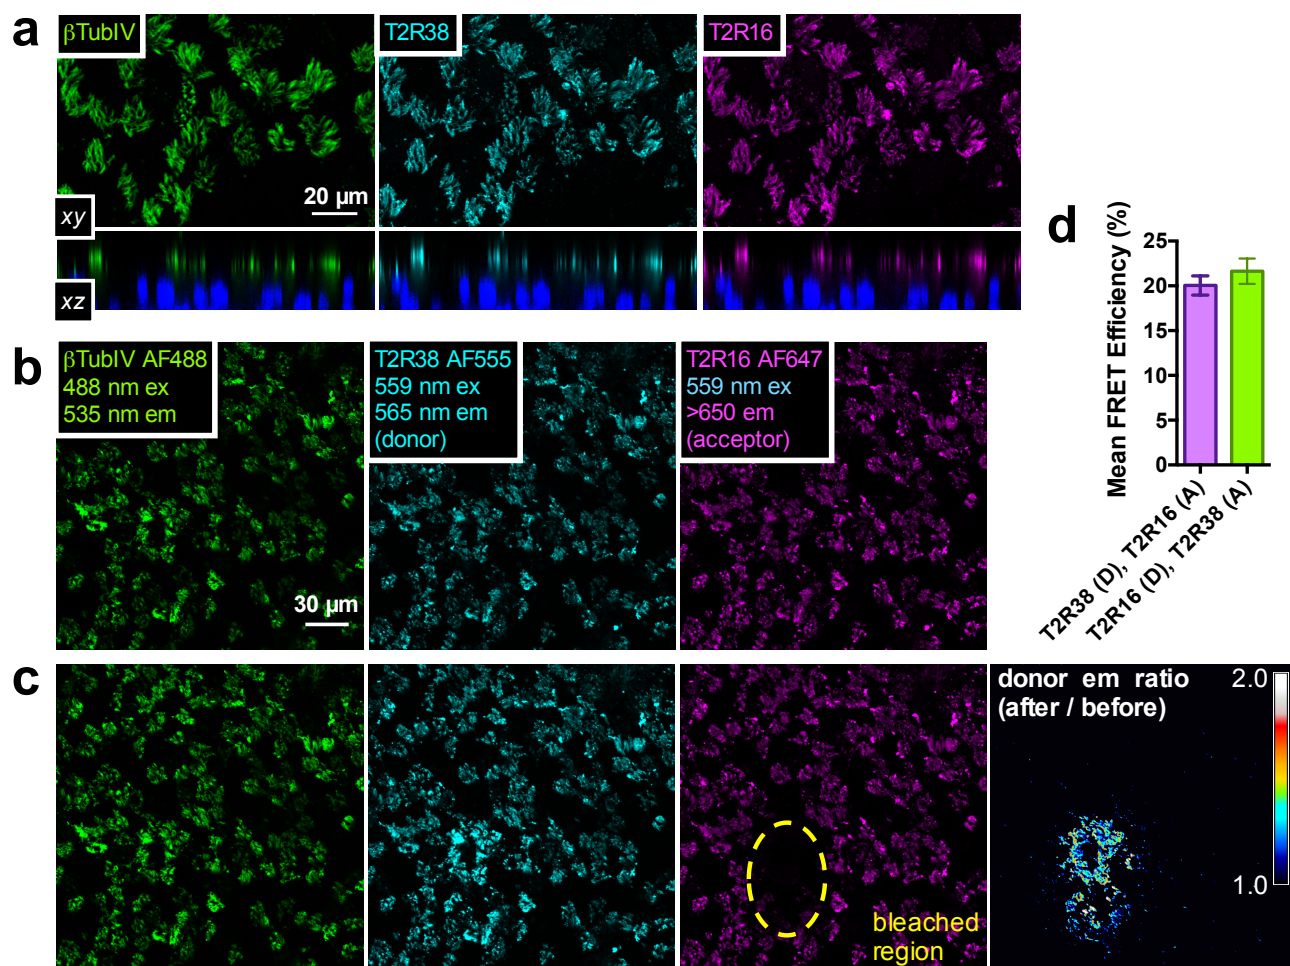 a
βTubIV
T2R38
T2R16
20 µm
xy
xz
b
βTubIV AF488
488 nm ex
535 nm em
T2R38 AF555
559 nm ex
565 nm em
(donor)
T2R16 AF647
559 nm ex
>650 em
(acceptor)
30 µm
c
bleached
region
donor em ratio
(after / before)
2.0
1.0
d
Mean FRET Efficiency (%)
25
20
15
10
5
0
T2R38 (D), T2R16 (A)
T2R16 (D), T2R38 (A)